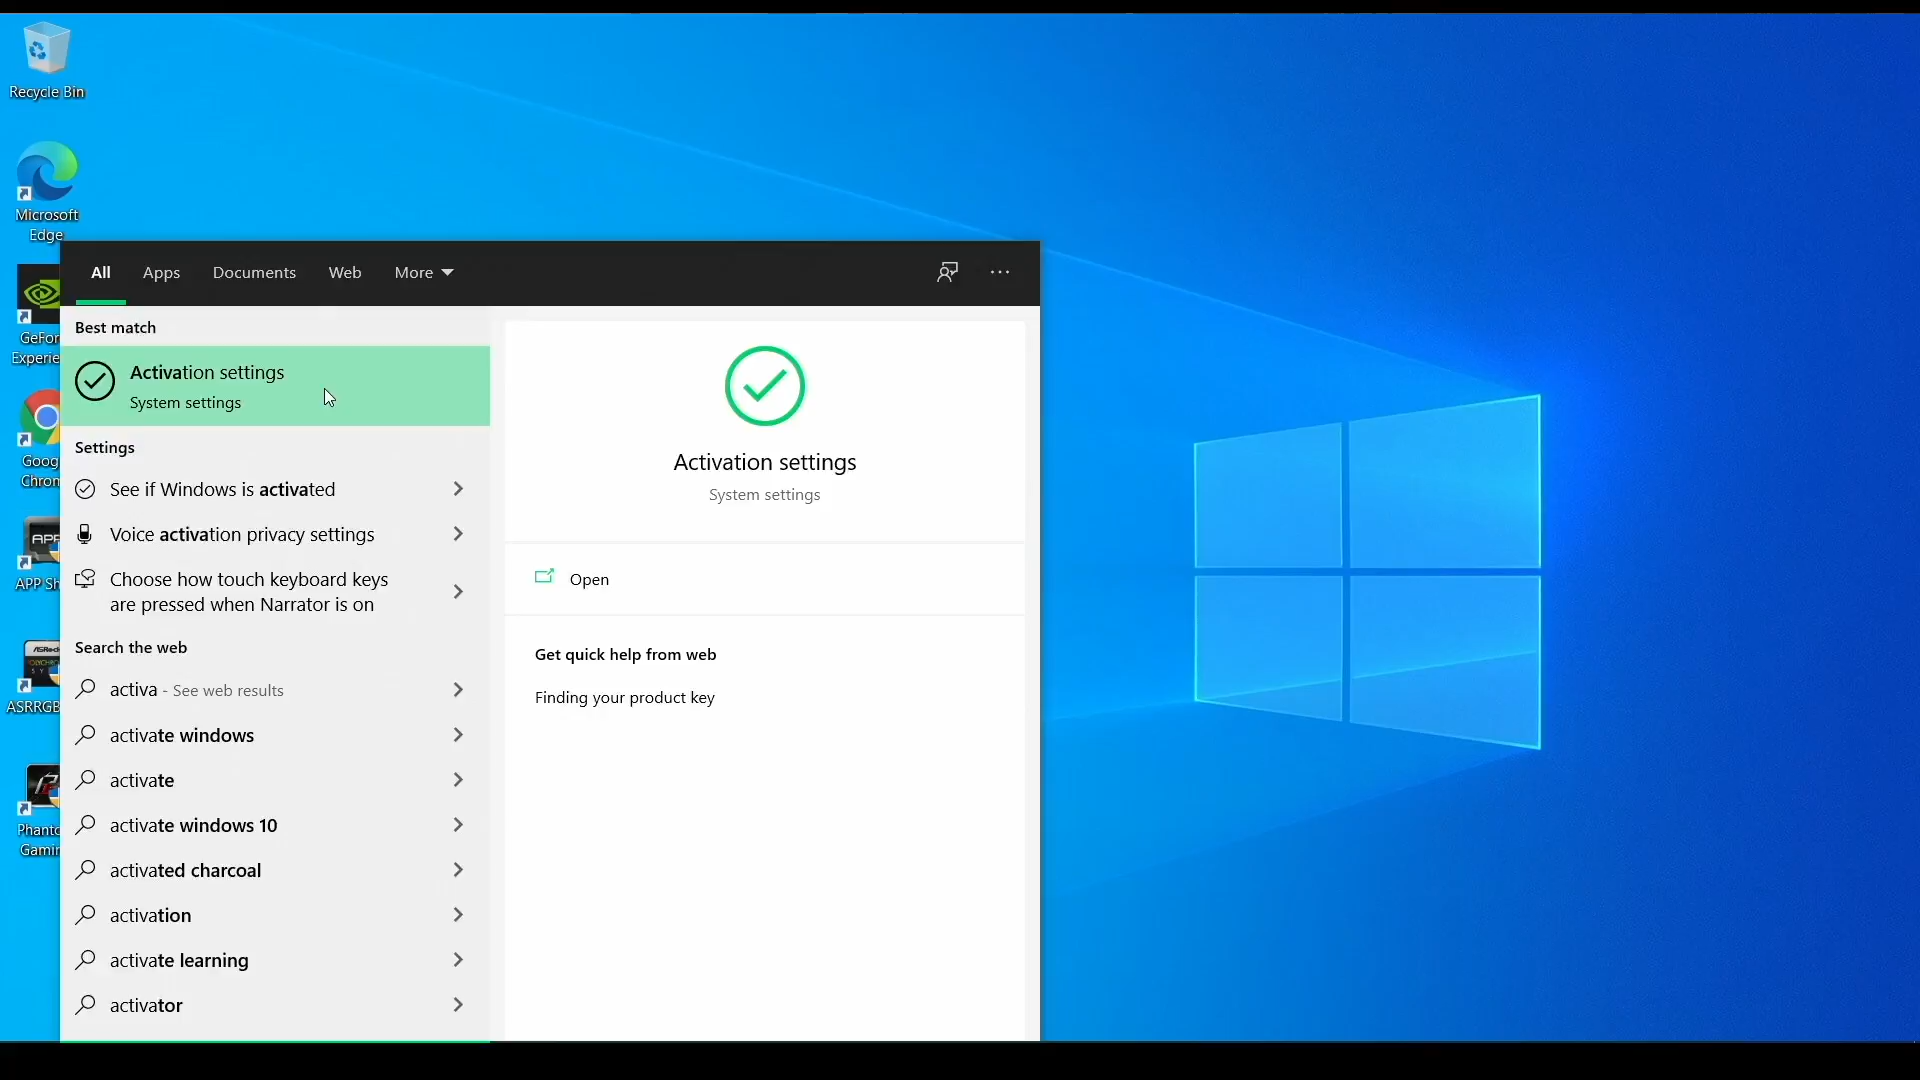 Recycle Bin
Microsoft
Edge
GeFor
Experie
Goog
Chrom
APP Sh
ASRRGB
Phanto
Gamin
All
Apps
Documents
Web
More
Best match
Activation settings
System settings
Settings
See if Windows is activated
Voice activation privacy settings
Choose how touch keyboard keys
are pressed when Narrator is on
Search the web
activa - See web results
activate windows
activate
activate windows 10
activated charcoal
activation
activate learning
activator
Activation settings
System settings
Open
Get quick help from web
Finding your product key